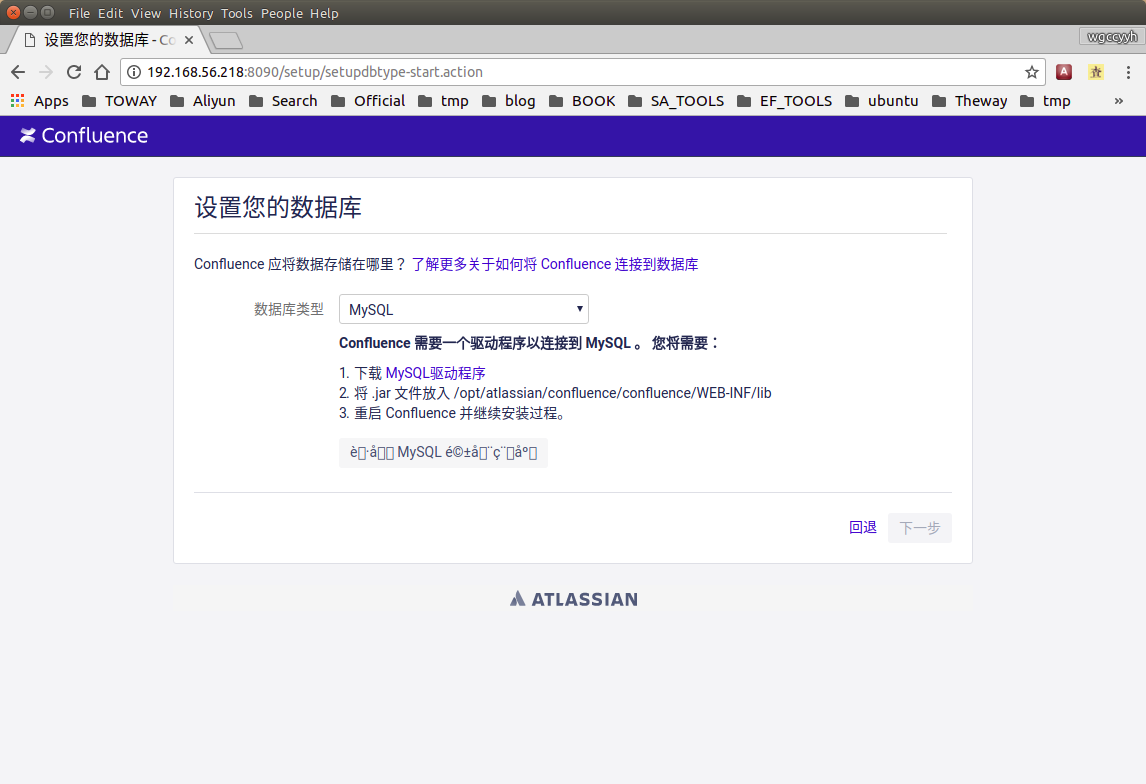 File Edit View History Tools People Help
设置您的数据库 - Co
wgccyyh
192.168.56.218:8090/setup/setupdbtype-start.action
Apps TOWAY Aliyun Search Official tmp blog BOOK SA_TOOLS EF_TOOLS ubuntu Theway tmp »
Confluence
设置您的数据库
Confluence 应将数据存储在哪里？ 了解更多关于如何将 Confluence 连接到数据库
数据库类型 MySQL
Confluence 需要一个驱动程序以连接到 MySQL 。 您将需要：
1. 下载 MySQL驱动程序
2. 将 .jar 文件放入 /opt/atlassian/confluence/confluence/WEB-INF/lib
3. 重启 Confluence 并继续安装过程。
MySQL
回退 下一步
ATLASSIAN